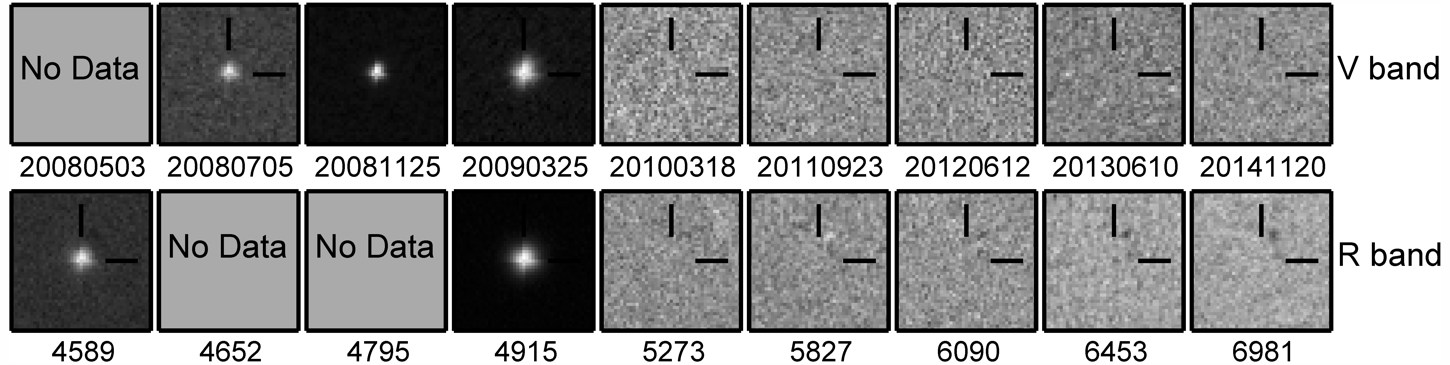 No Data
V band
20080503 20080705 20081125 20090325 20100318 20110923 20120612 20130610 20141120
No Data No Data
R band
4589 4652 4795 4915 5273 5827 6090 6453 6981